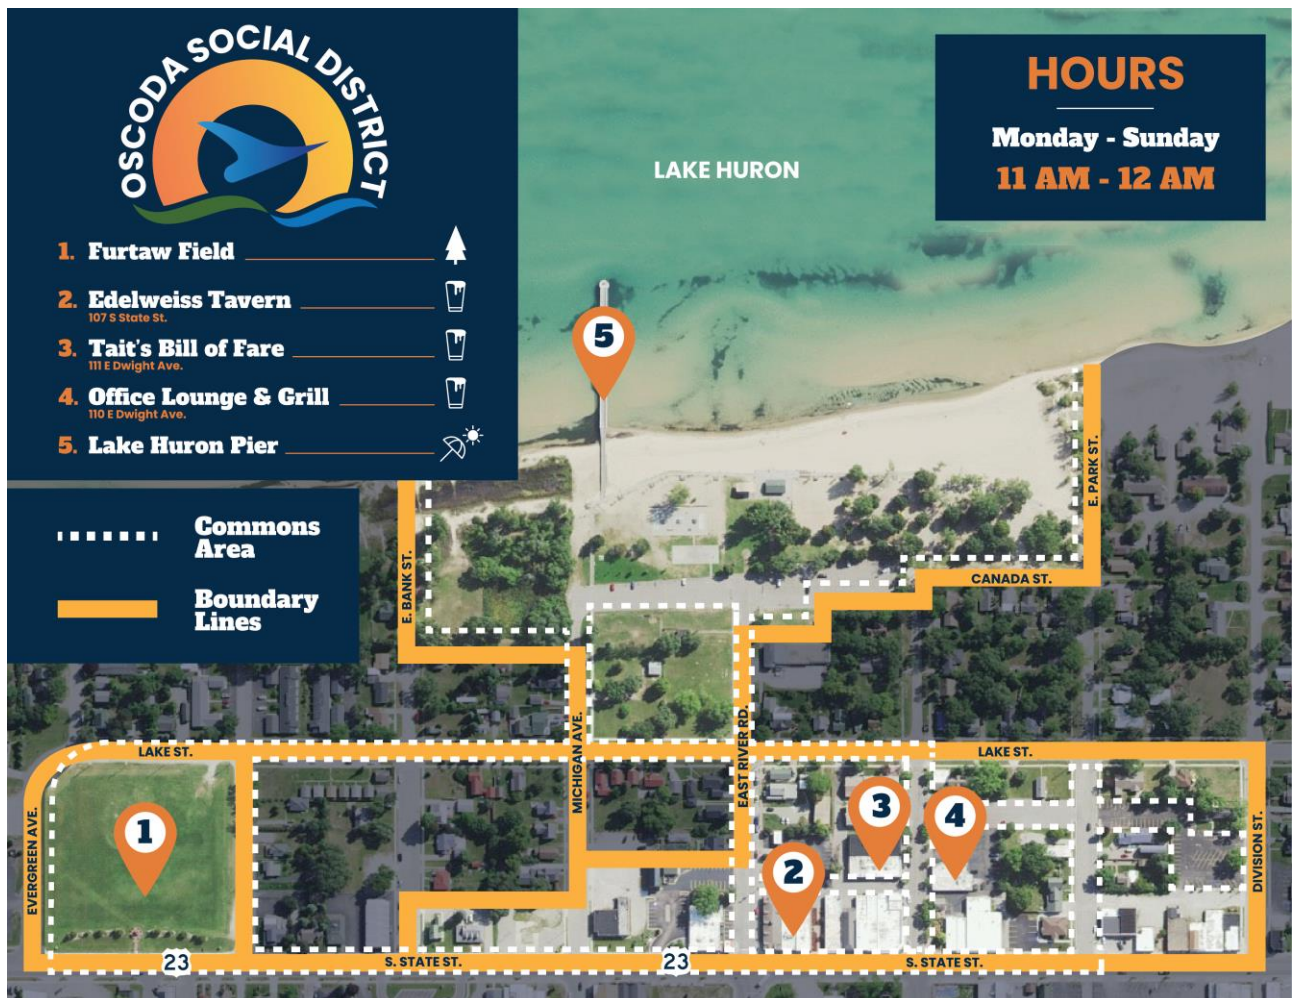 OSCODA SOCIAL DISTRICT
1. Furtaw Field
2. Edelweiss Tavern
107 S State St.
3. Tait's Bill of Fare
111 E Dwight Ave.
4. Office Lounge & Grill
110 E Dwight Ave.
5. Lake Huron Pier
Commons
Area
Boundary
Lines
HOURS
Monday - Sunday
11 AM - 12 AM
LAKE HURON
5
E. PARK ST.
CANADA ST.
E. BANK ST.
LAKE ST.
LAKE ST.
MICHIGAN AVE.
EAST RIVER RD.
EVERGREEN AVE.
DIVISION ST.
1
2
3
4
23
S. STATE ST.
23
S. STATE ST.